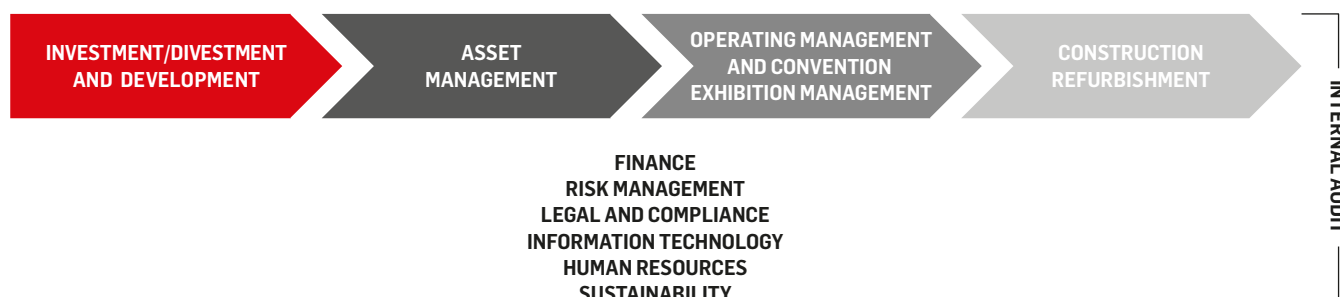 INVESTMENT/DIVESTMENT
AND DEVELOPMENT
ASSET
MANAGEMENT
OPERATING MANAGEMENT
AND CONVENTION
EXHIBITION MANAGEMENT
CONSTRUCTION
REFURBISHMENT
FINANCE
RISK MANAGEMENT
LEGAL AND COMPLIANCE
INFORMATION TECHNOLOGY
HUMAN RESOURCES
SUSTAINABILITY
INTERNAL AUDIT